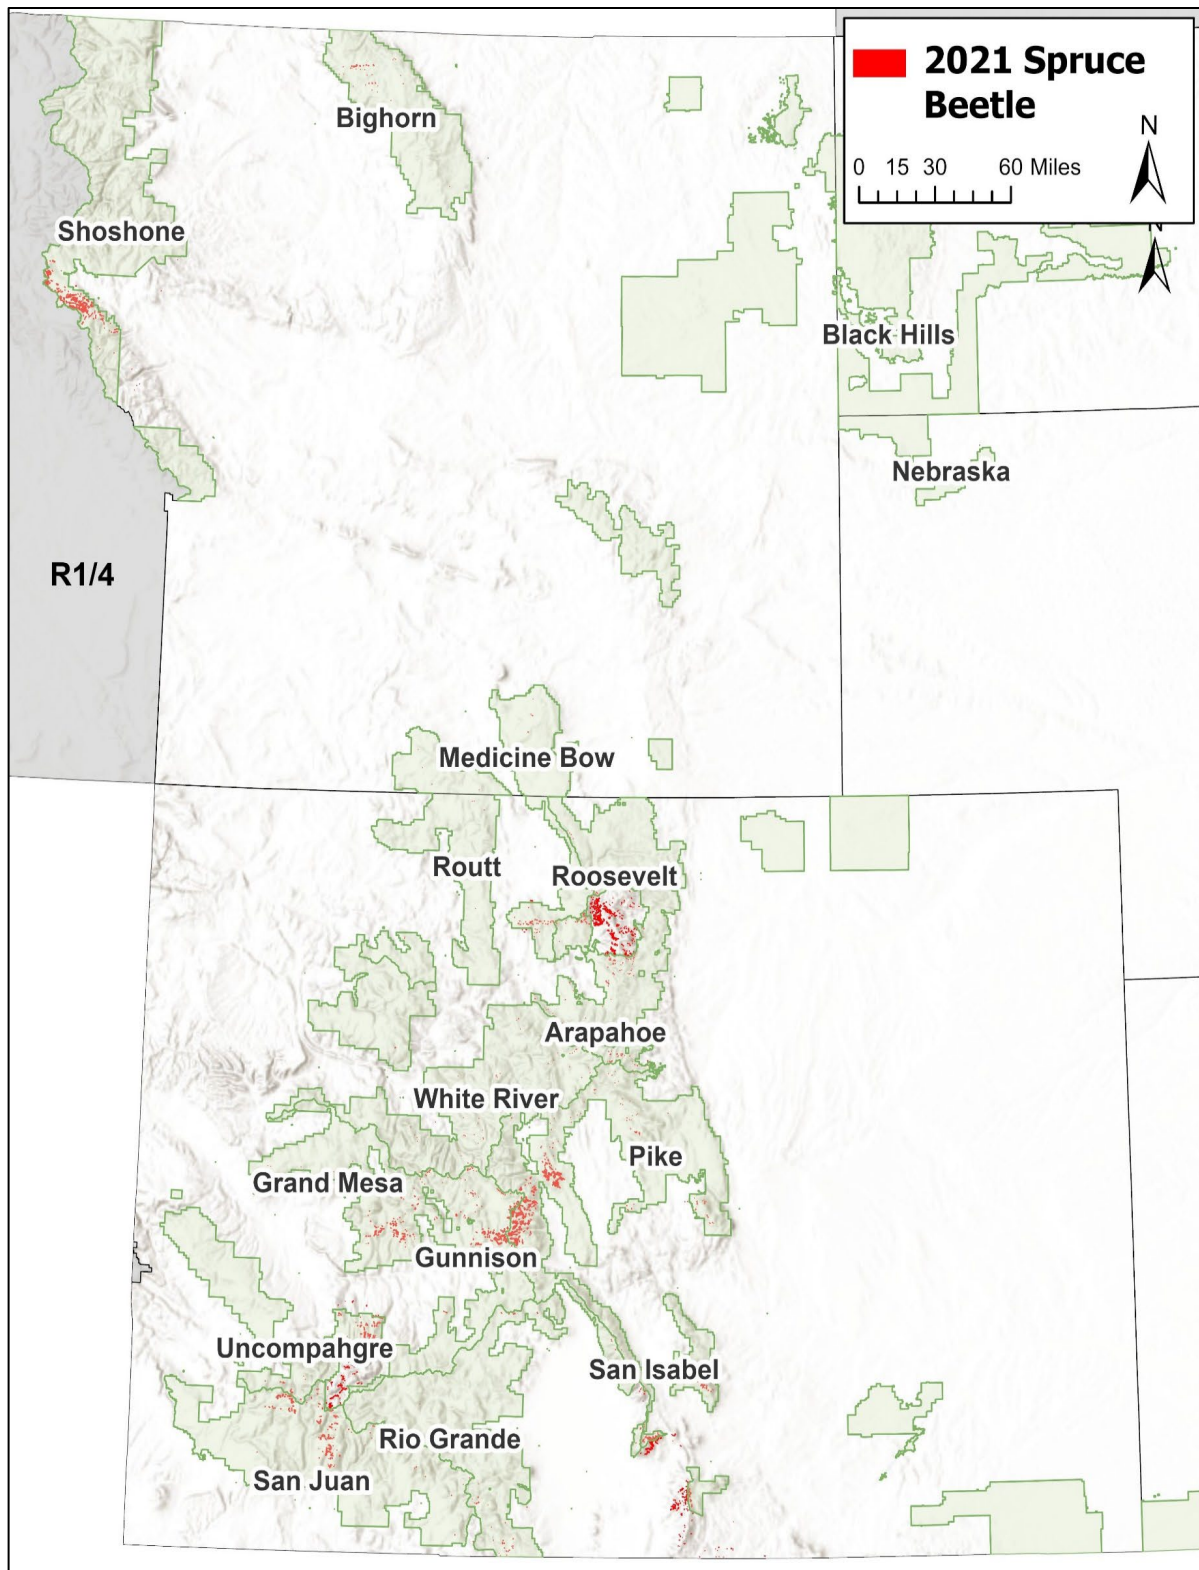 2021 Spruce
Beetle
N
0 15 30 60 Miles
N
Bighorn
Shoshone
Black Hills
Nebraska
R1/4
Medicine Bow
Routt
Roosevelt
Arapahoe
White River
Pike
Grand Mesa
Gunnison
Uncompahgre
San Isabel
Rio Grande
San Juan